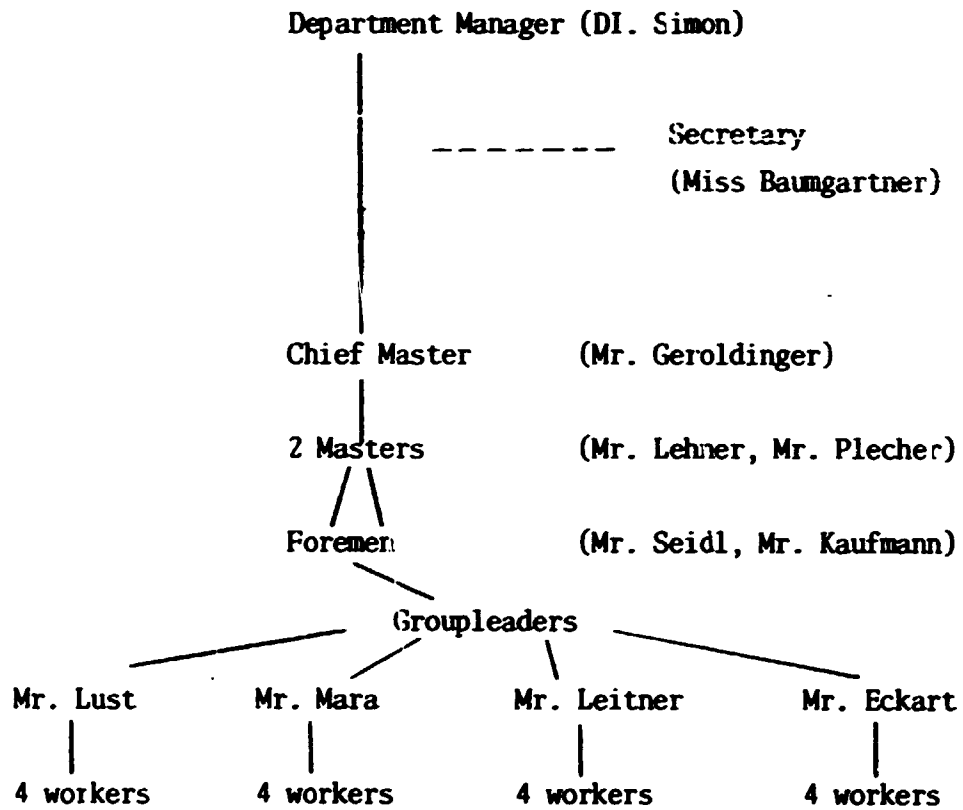 Department Manager (DI. Simon)
Secretary
(Miss Baumgartner)
Chief Master (Mr. Geroldinger)
2 Masters (Mr. Lehner, Mr. Plecher)
Foremen (Mr. Seidl, Mr. Kaufmann)
Groupleaders
Mr. Lust Mr. Mara Mr. Leitner Mr. Eckart
4 workers 4 workers 4 workers 4 workers